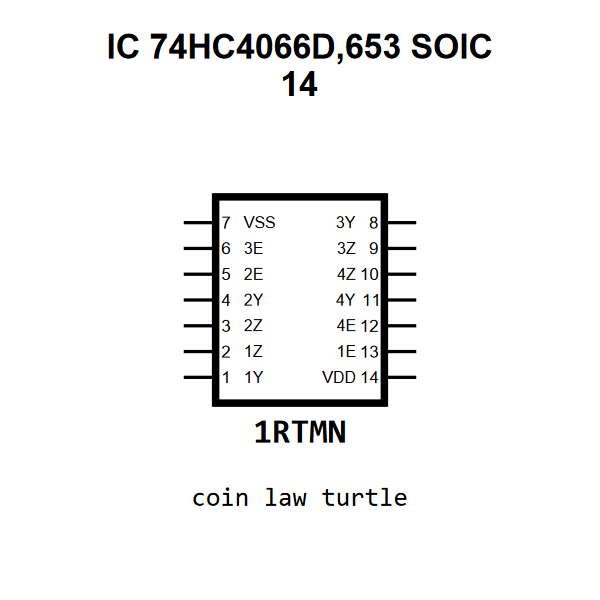 IC 74HC4066D,653 SOIC
14
7 VSS 3Y 8
6 3E 3Z 9
5 2E 4Z 10
4 2Y 4Y 11
3 2Z 4E 12
2 1Z 1E 13
1 1Y VDD 14
1RTMN
coin law turtle